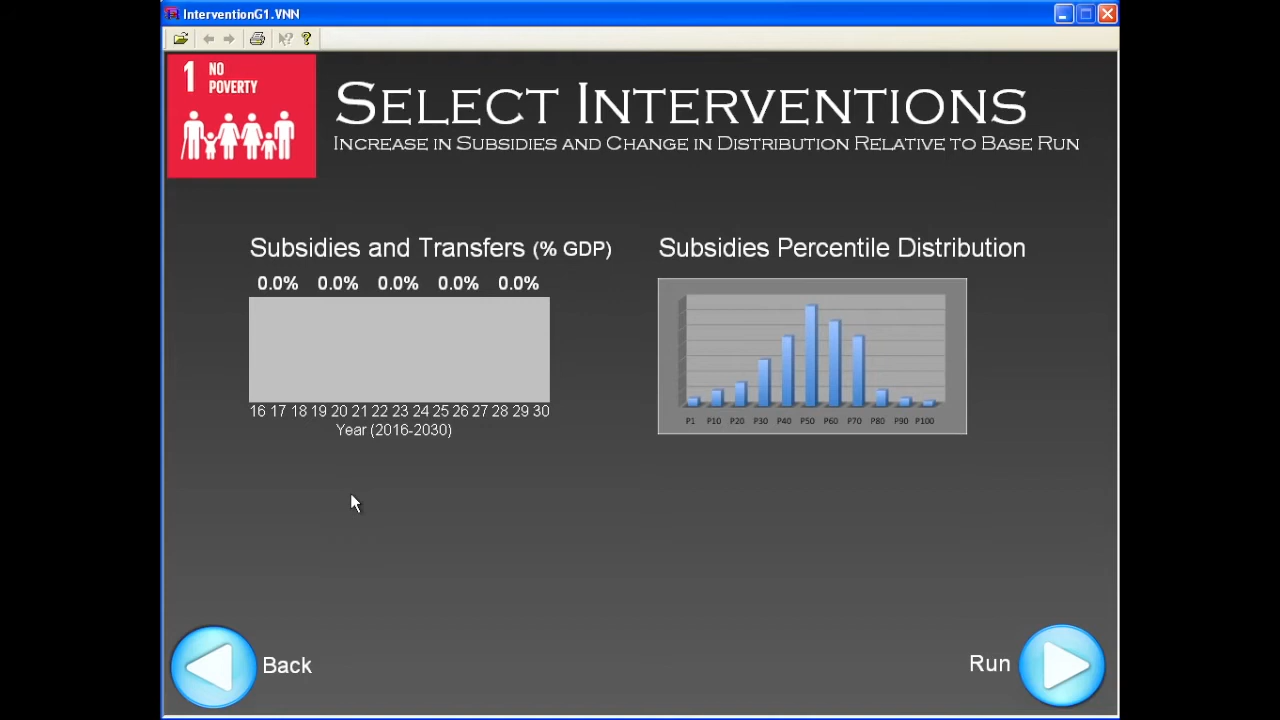 InterventionG1.VNN
1 NO
POVERTY
SELECT INTERVENTIONS
INCREASE IN SUBSIDIES AND CHANGE IN DISTRIBUTION RELATIVE TO BASE RUN
Subsidies and Transfers (% GDP)
0.0% 0.0% 0.0% 0.0% 0.0%
16 17 18 19 20 21 22 23 24 25 26 27 28 29 30
Year (2016-2030)
Subsidies Percentile Distribution
P1 P10 P20 P30 P40 P50 P60 P70 P80 P90 P100
Back
Run